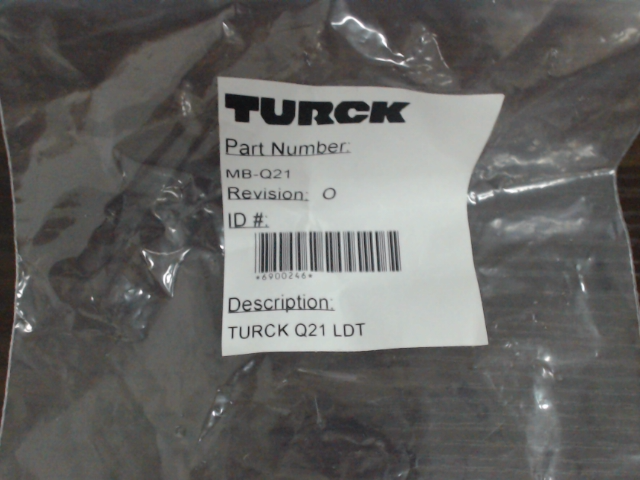 TURCK
Part Number:
MB-Q21
Revision: O
ID #:
*6900246*
Description:
TURCK Q21 LDT